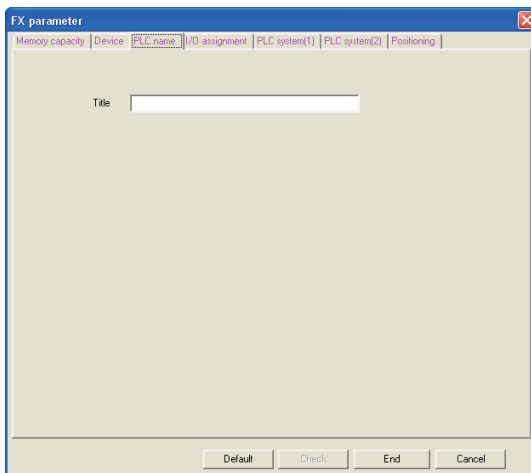 FX parameter
Memory capacity Device PLC name I/O assignment PLC system(1) PLC system(2) Positioning
Title
Default Check End Cancel